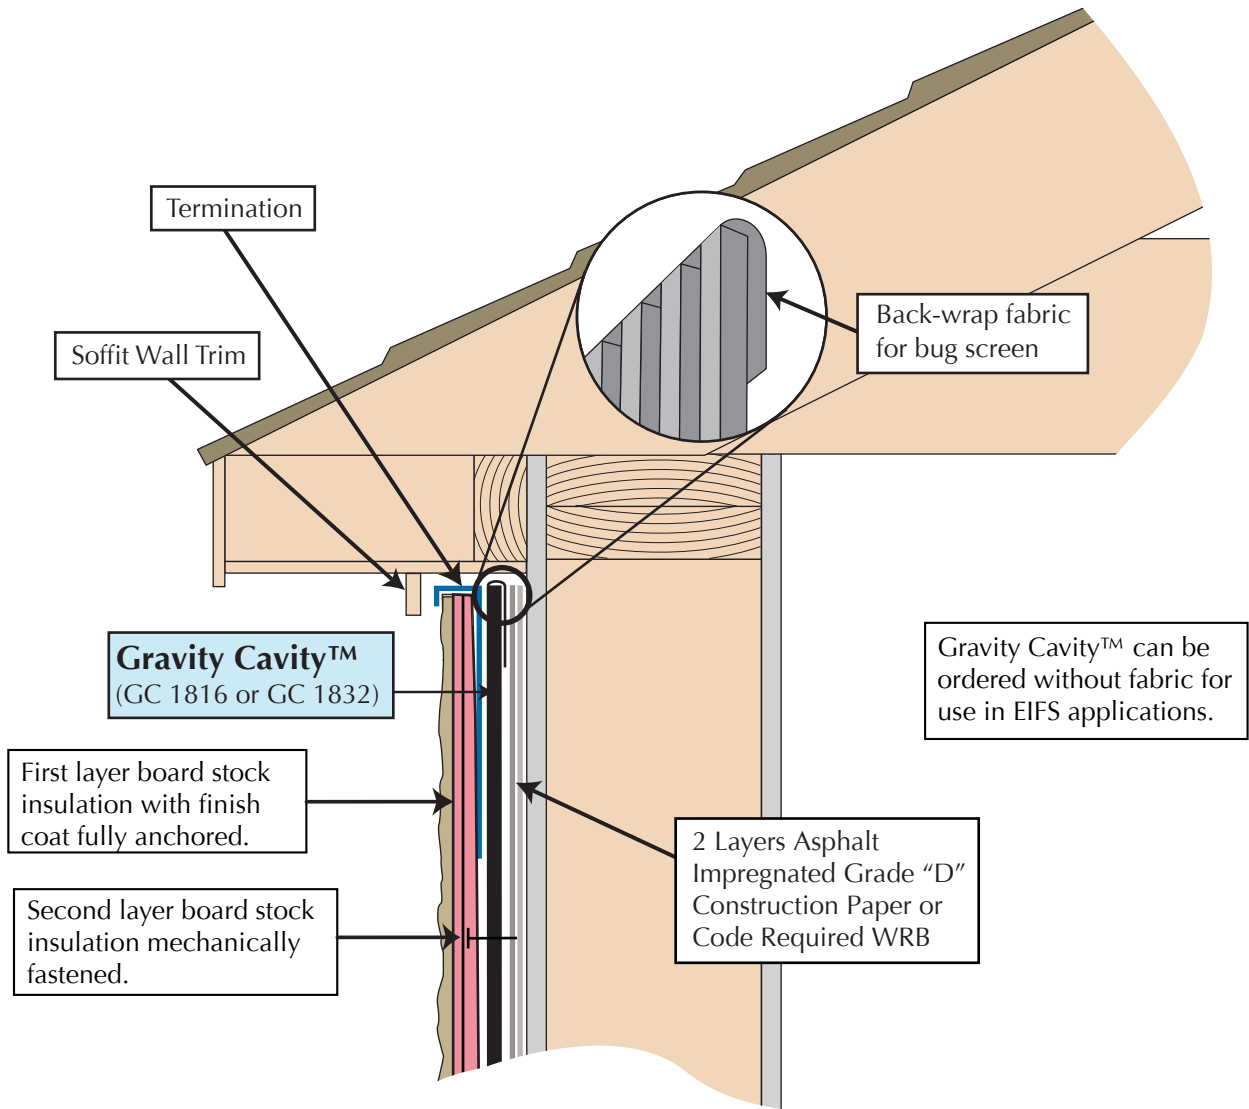 Termination
Soffit Wall Trim
Back-wrap fabric
for bug screen
Gravity Cavity™
(GC 1816 or GC 1832)
Gravity Cavity™ can be
ordered without fabric for
use in EIFS applications.
First layer board stock
insulation with finish
coat fully anchored.
2 Layers Asphalt
Impregnated Grade “D”
Construction Paper or
Code Required WRB
Second layer board stock
insulation mechanically
fastened.